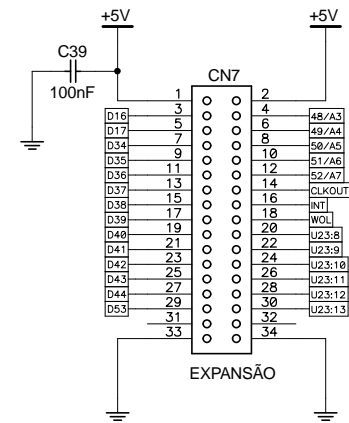 +5V +5V
C39
100nF
CN7
1 2
D16 3 4 48/A3
D17 5 6 49/A4
D34 7 8 50/A5
D35 9 10 51/A6
D36 11 12 52/A7
D37 13 14 CLKOUT
D38 15 16 INT
D39 17 18 WOL
D40 19 20 U23:8
D41 21 22 U23:9
D42 23 24 U23:10
D43 25 26 U23:11
D44 27 28 U23:12
D53 29 30 U23:13
31 32
33 34
EXPANSÃO